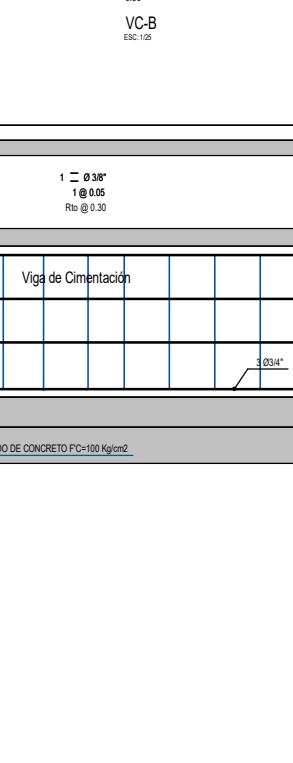 VC-B
ESC: 1/25
1 Ø 3/8"
1 @ 0.05
Rto @ 0.30
Viga de Cimentación
3 Ø3/4"
DO DE CONCRETO F'C=100 Kg/cm2